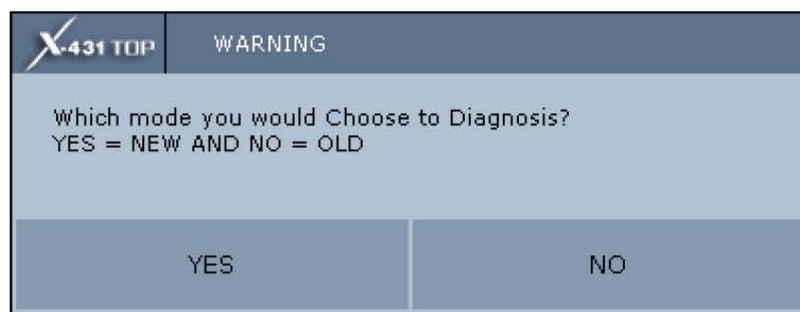 X-431 TOP
WARNING
Which mode you would Choose to Diagnosis?
YES = NEW AND NO = OLD
YES
NO